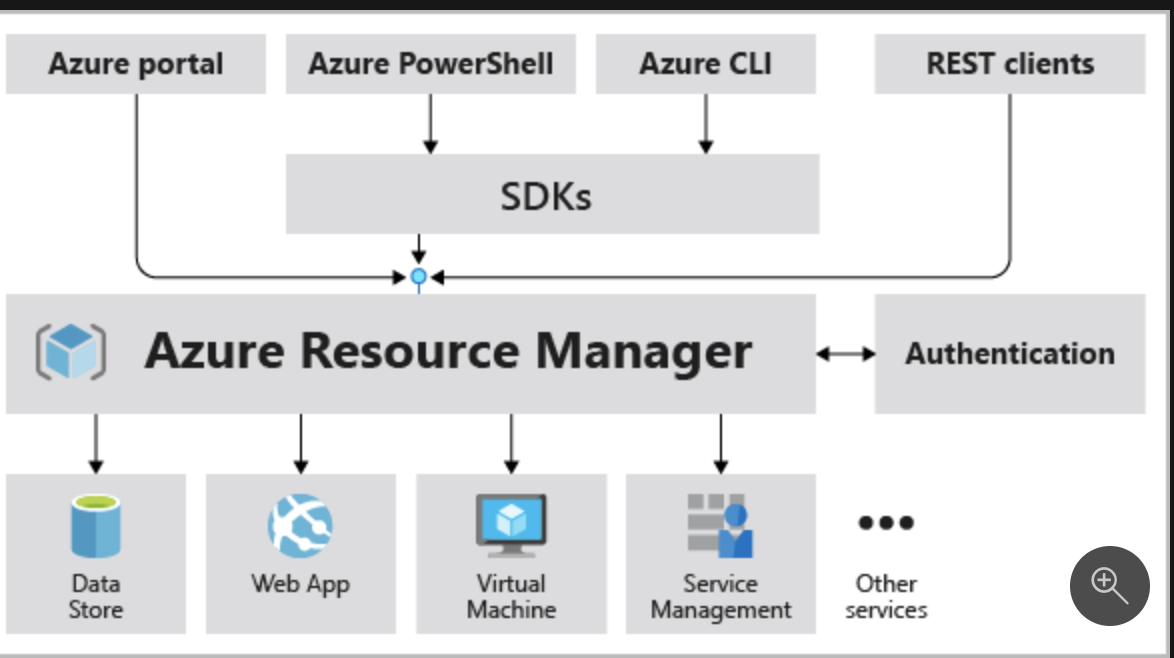 Azure portal
Azure PowerShell
Azure CLI
REST clients
SDKs
Azure Resource Manager
Authentication
Data
Store
Web App
Virtual
Machine
Service
Management
Other
services